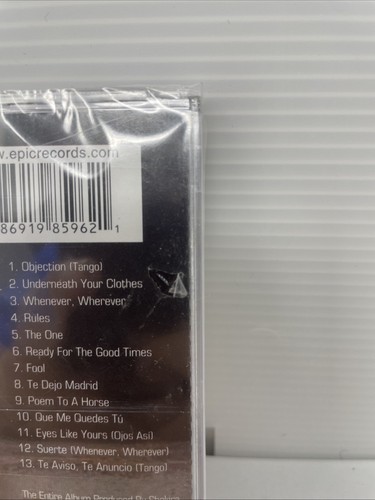 w.epicrecords.com
86919 85962 1
1. Objection (Tango)
2. Underneath Your Clothes
3. Whenever, Wherever
4. Rules
5. The One
6. Ready For The Good Times
7. Fool
8. Te Dejo Madrid
9. Poem To A Horse
10. Que Me Quedes Tú
11. Eyes Like Yours (Ojos Así)
12. Suerte (Whenever, Wherever)
13. Te Aviso, Te Anuncio (Tango)
The Entire Album Produced By Shakira